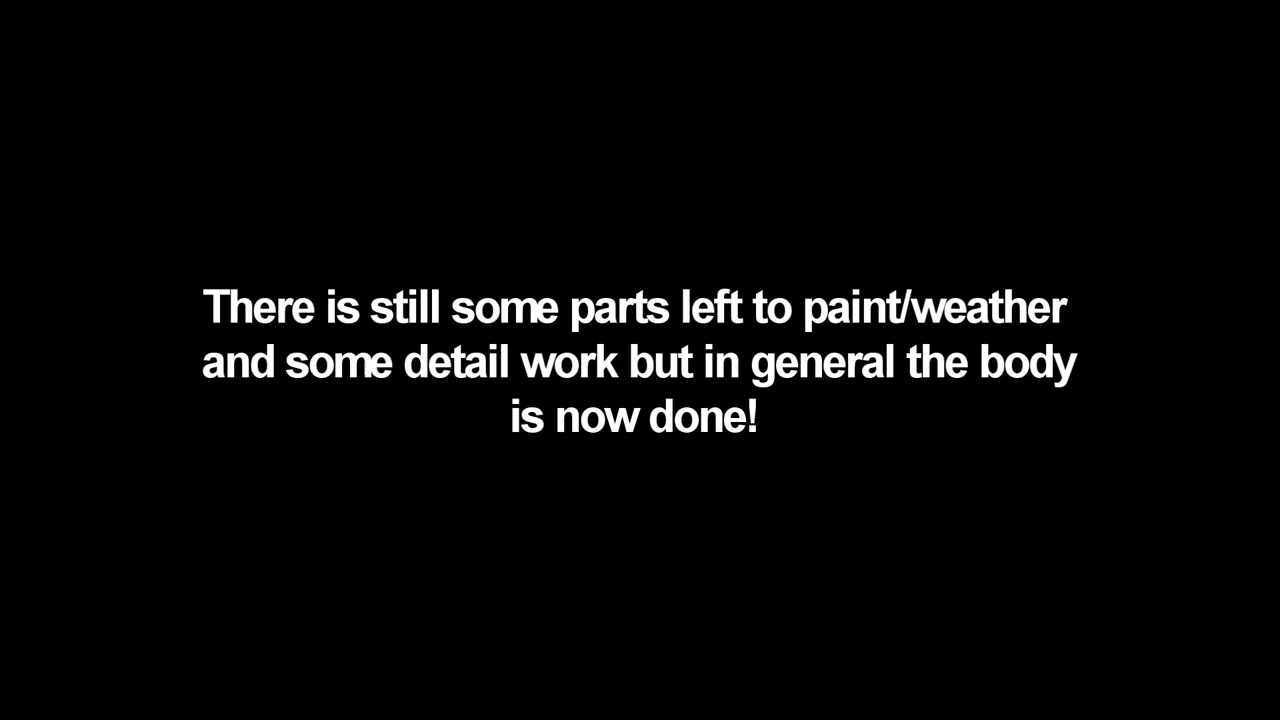 There is still some parts left to paint/weather
and some detail work but in general the body
is now done!